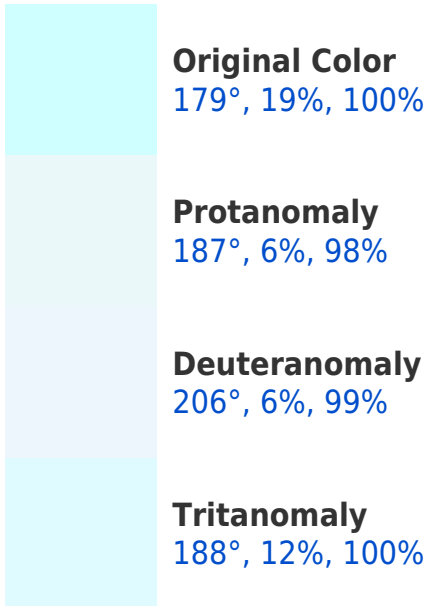 Original Color
179°, 19%, 100%
Protanomaly
187°, 6%, 98%
Deuteranomaly
206°, 6%, 99%
Tritanomaly
188°, 12%, 100%